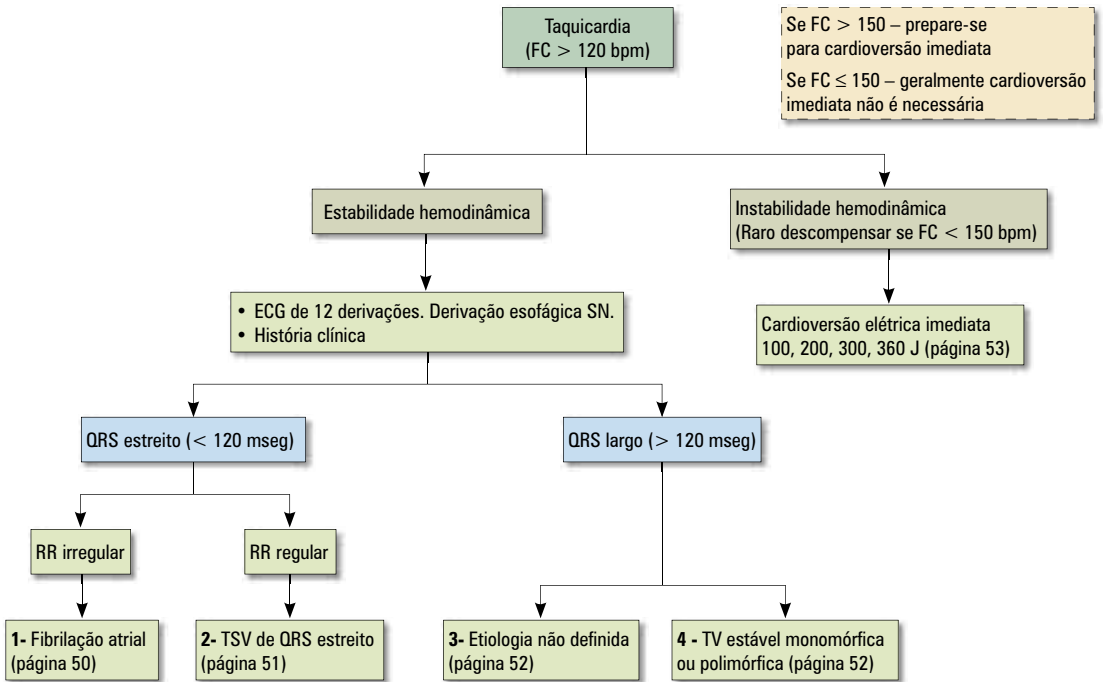 Taquicardia
(FC > 120 bpm)
Se FC > 150 – prepare-se
para cardioversão imediata
Se FC ≤ 150 – geralmente cardioversão
imediata não é necessária
Estabilidade hemodinâmica
Instabilidade hemodinâmica
(Raro descompensar se FC < 150 bpm)
• ECG de 12 derivações. Derivação esofágica SN.
• História clínica
Cardioversão elétrica imediata
100, 200, 300, 360 J (página 53)
QRS estreito (< 120 mseg)
QRS largo (> 120 mseg)
RR irregular
RR regular
1- Fibrilação atrial
(página 50)
2- TSV de QRS estreito
(página 51)
3- Etiologia não definida
(página 52)
4 - TV estável monomórfica
ou polimórfica (página 52)